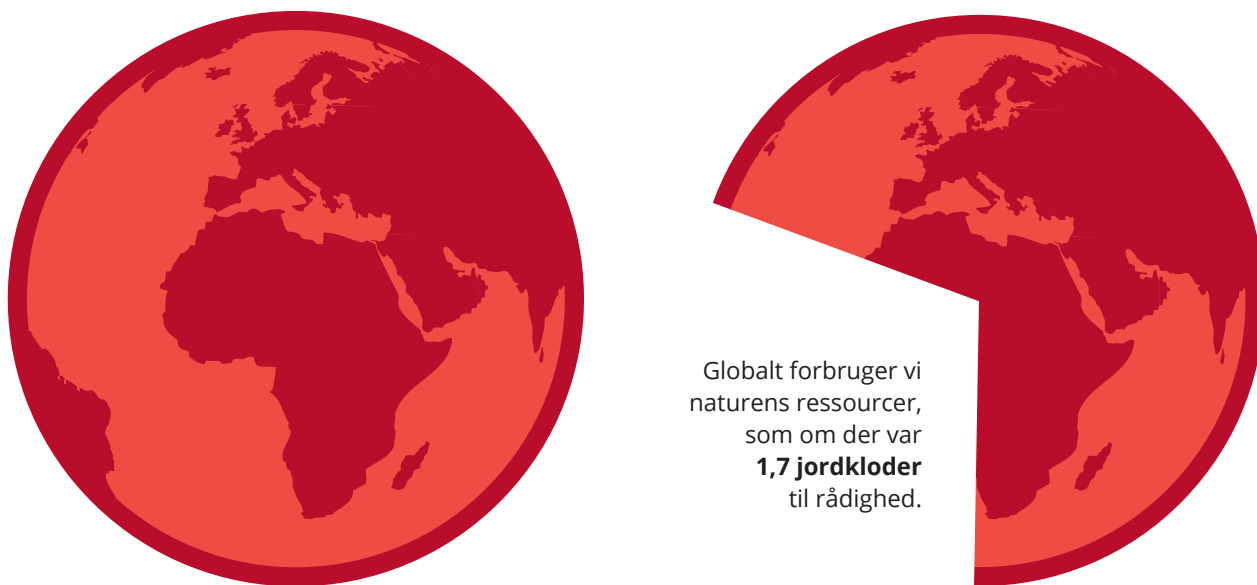 Globalt forbruger vi
naturens ressourcer,
som om der var
1,7 jordkloder
til rådighed.